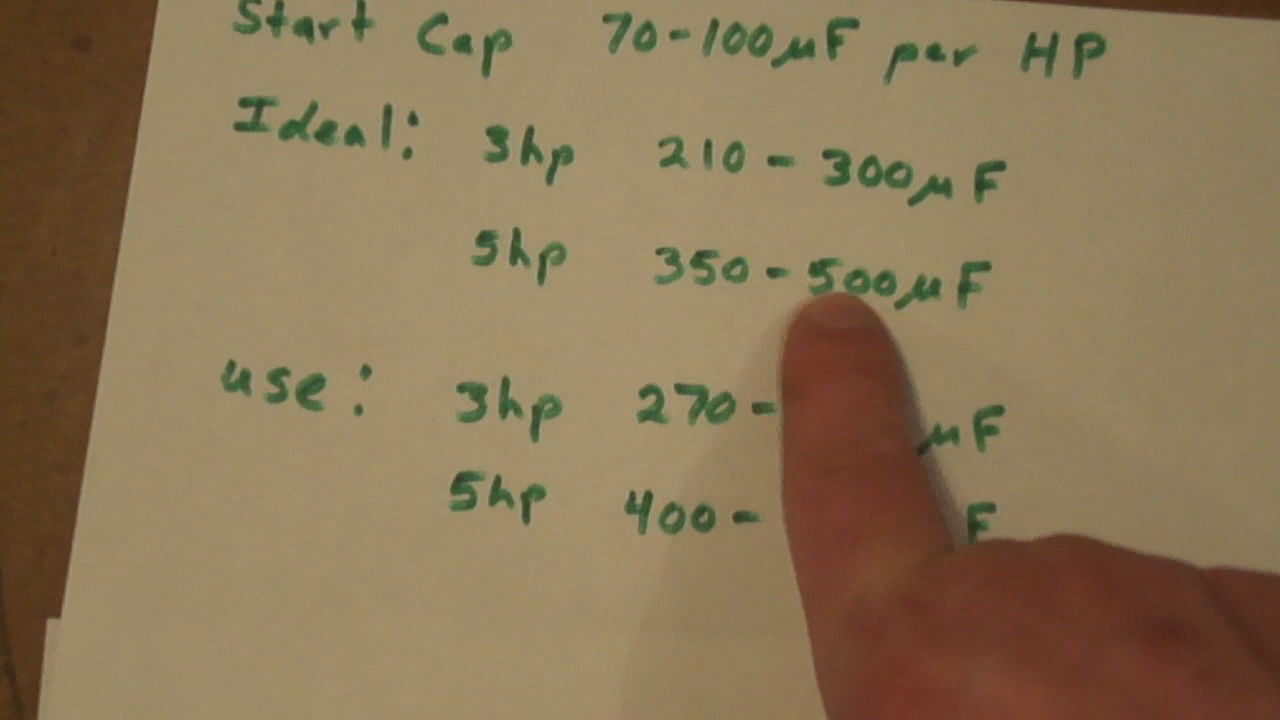 Start Cap 70-100µF per HP
Ideal: 3hp 210-300µF
5hp 350-500µF
use: 3hp 270- µF
5hp 400- F